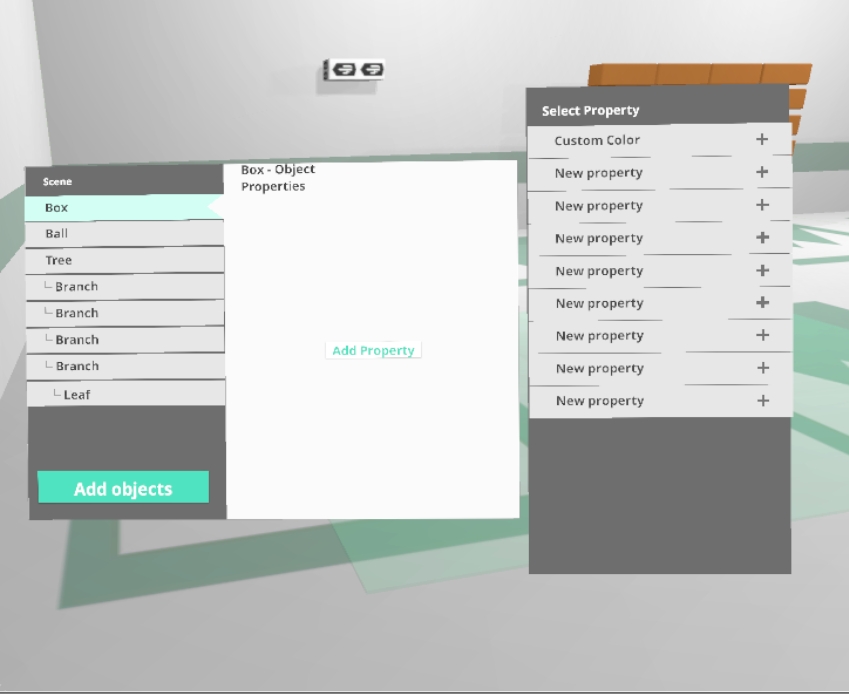 Scene
Box
Ball
Tree
Branch
Branch
Branch
Branch
Leaf
Add objects
Box - Object
Properties
Add Property
Select Property
Custom Color +
New property +
New property +
New property +
New property +
New property +
New property +
New property +
New property +